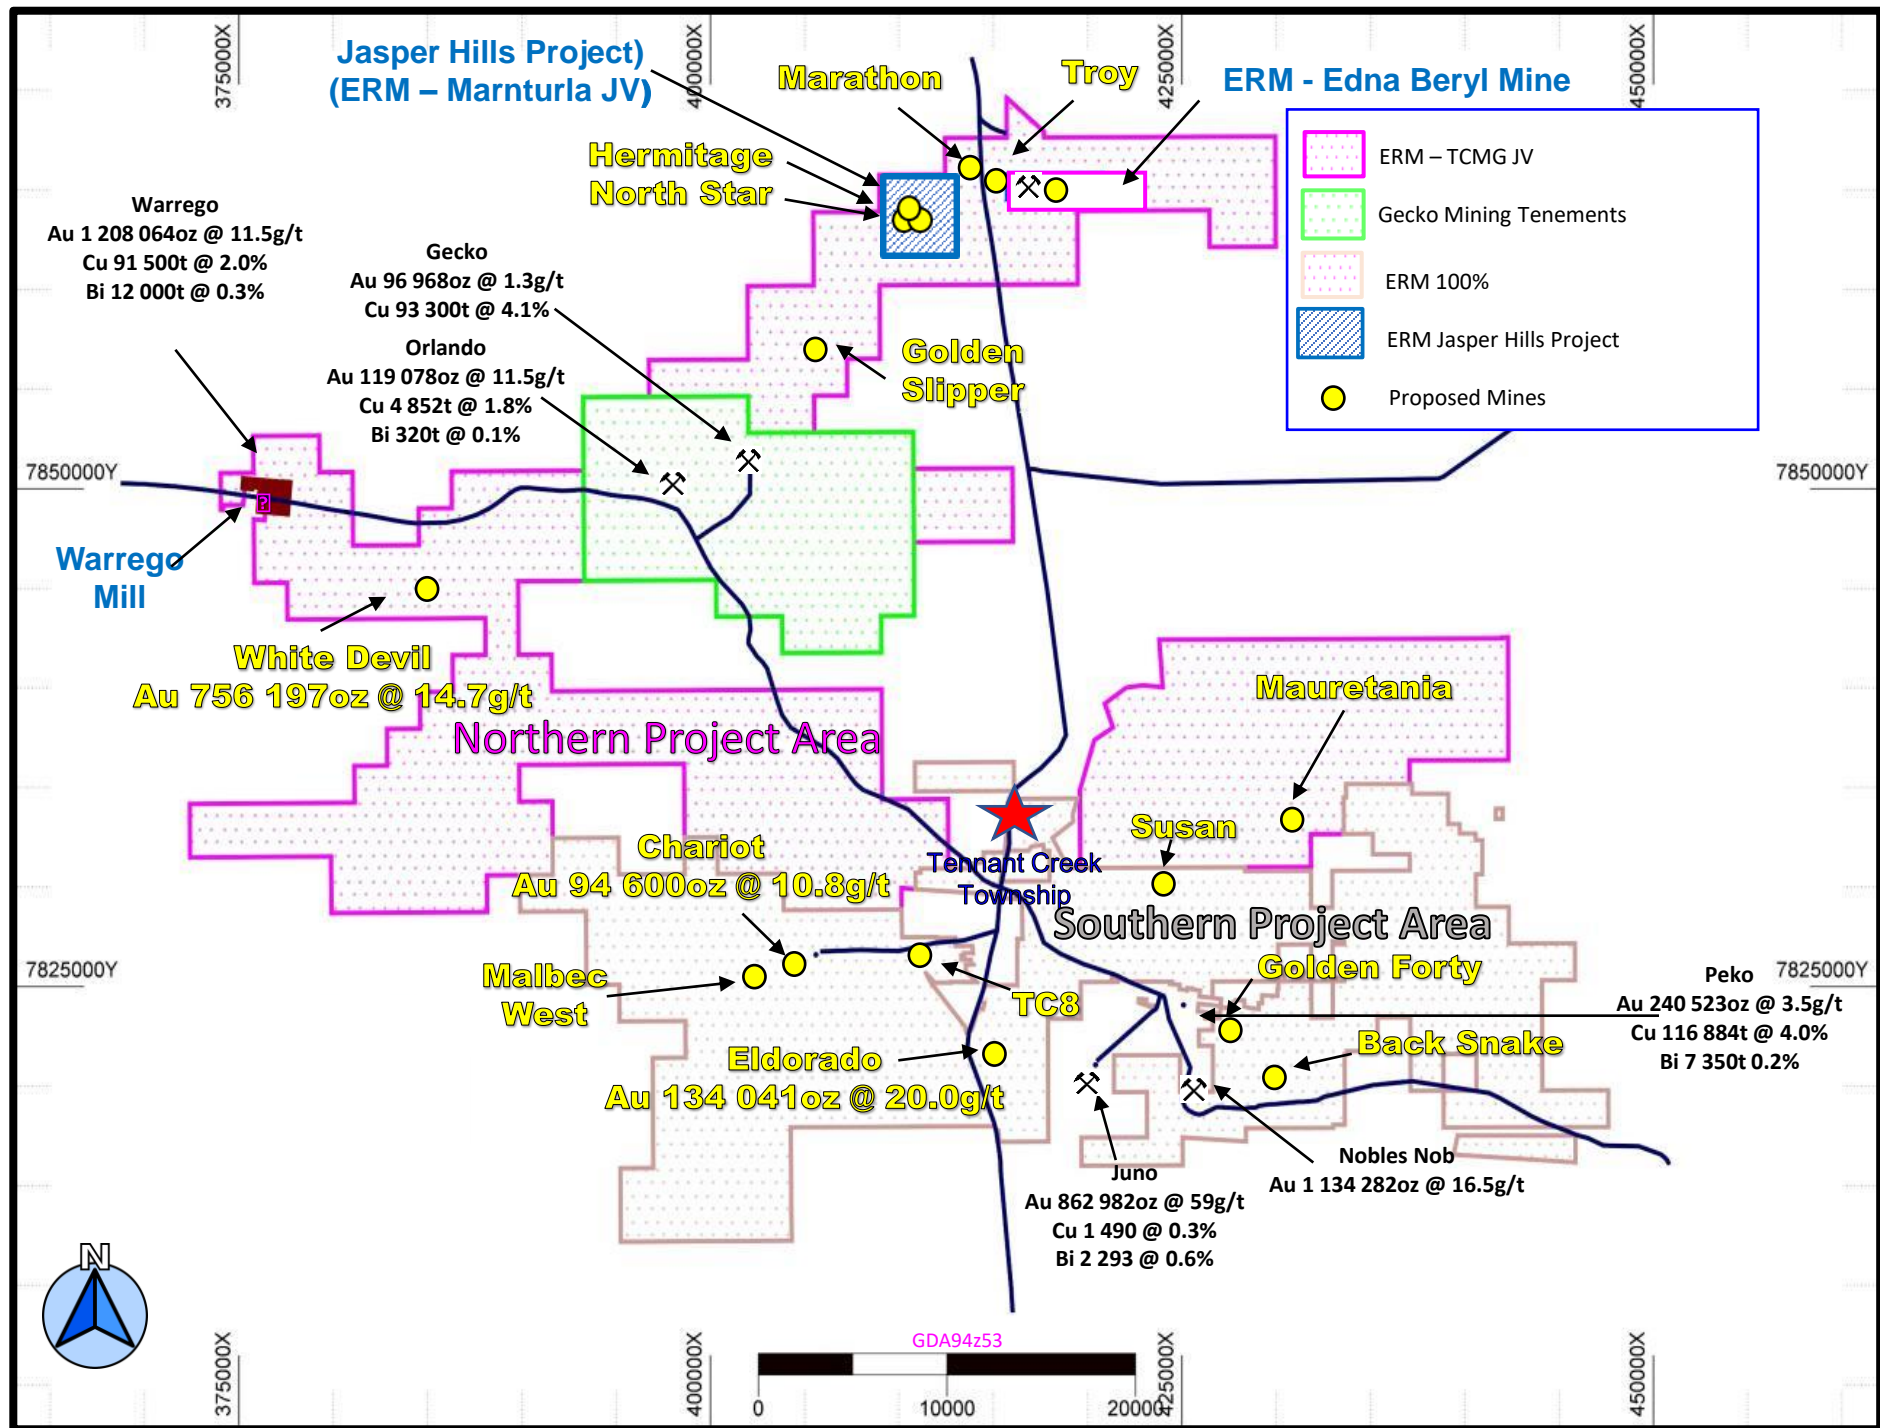 375000X
400000X
425000X
450000X
Jasper Hills Project)
(ERM – Marnturla JV)
Marathon
Troy
ERM - Edna Beryl Mine
Hermitage
North Star
ERM – TCMG JV
Gecko Mining Tenements
ERM 100%
ERM Jasper Hills Project
Proposed Mines
Warrego
Au 1 208 064oz @ 11.5g/t
Cu 91 500t @ 2.0%
Bi 12 000t @ 0.3%
Gecko
Au 96 968oz @ 1.3g/t
Cu 93 300t @ 4.1%
Orlando
Au 119 078oz @ 11.5g/t
Cu 4 852t @ 1.8%
Bi 320t @ 0.1%
Golden
Slipper
7850000Y
7850000Y
?
Warrego
Mill
White Devil
Au 756 197oz @ 14.7g/t
Northern Project Area
Mauretania
Susan
Chariot
Au 94 600oz @ 10.8g/t
Tennant Creek
Township
Southern Project Area
Golden Forty
Malbec
West
TC8
7825000Y
7825000Y
Peko
Au 240 523oz @ 3.5g/t
Cu 116 884t @ 4.0%
Bi 7 350t 0.2%
Back Snake
Eldorado
Au 134 041oz @ 20.0g/t
Juno
Au 862 982oz @ 59g/t
Cu 1 490 @ 0.3%
Bi 2 293 @ 0.6%
Nobles Nob
Au 1 134 282oz @ 16.5g/t
N
GDA94z53
0
10000
20000
375000X
400000X
425000X
450000X